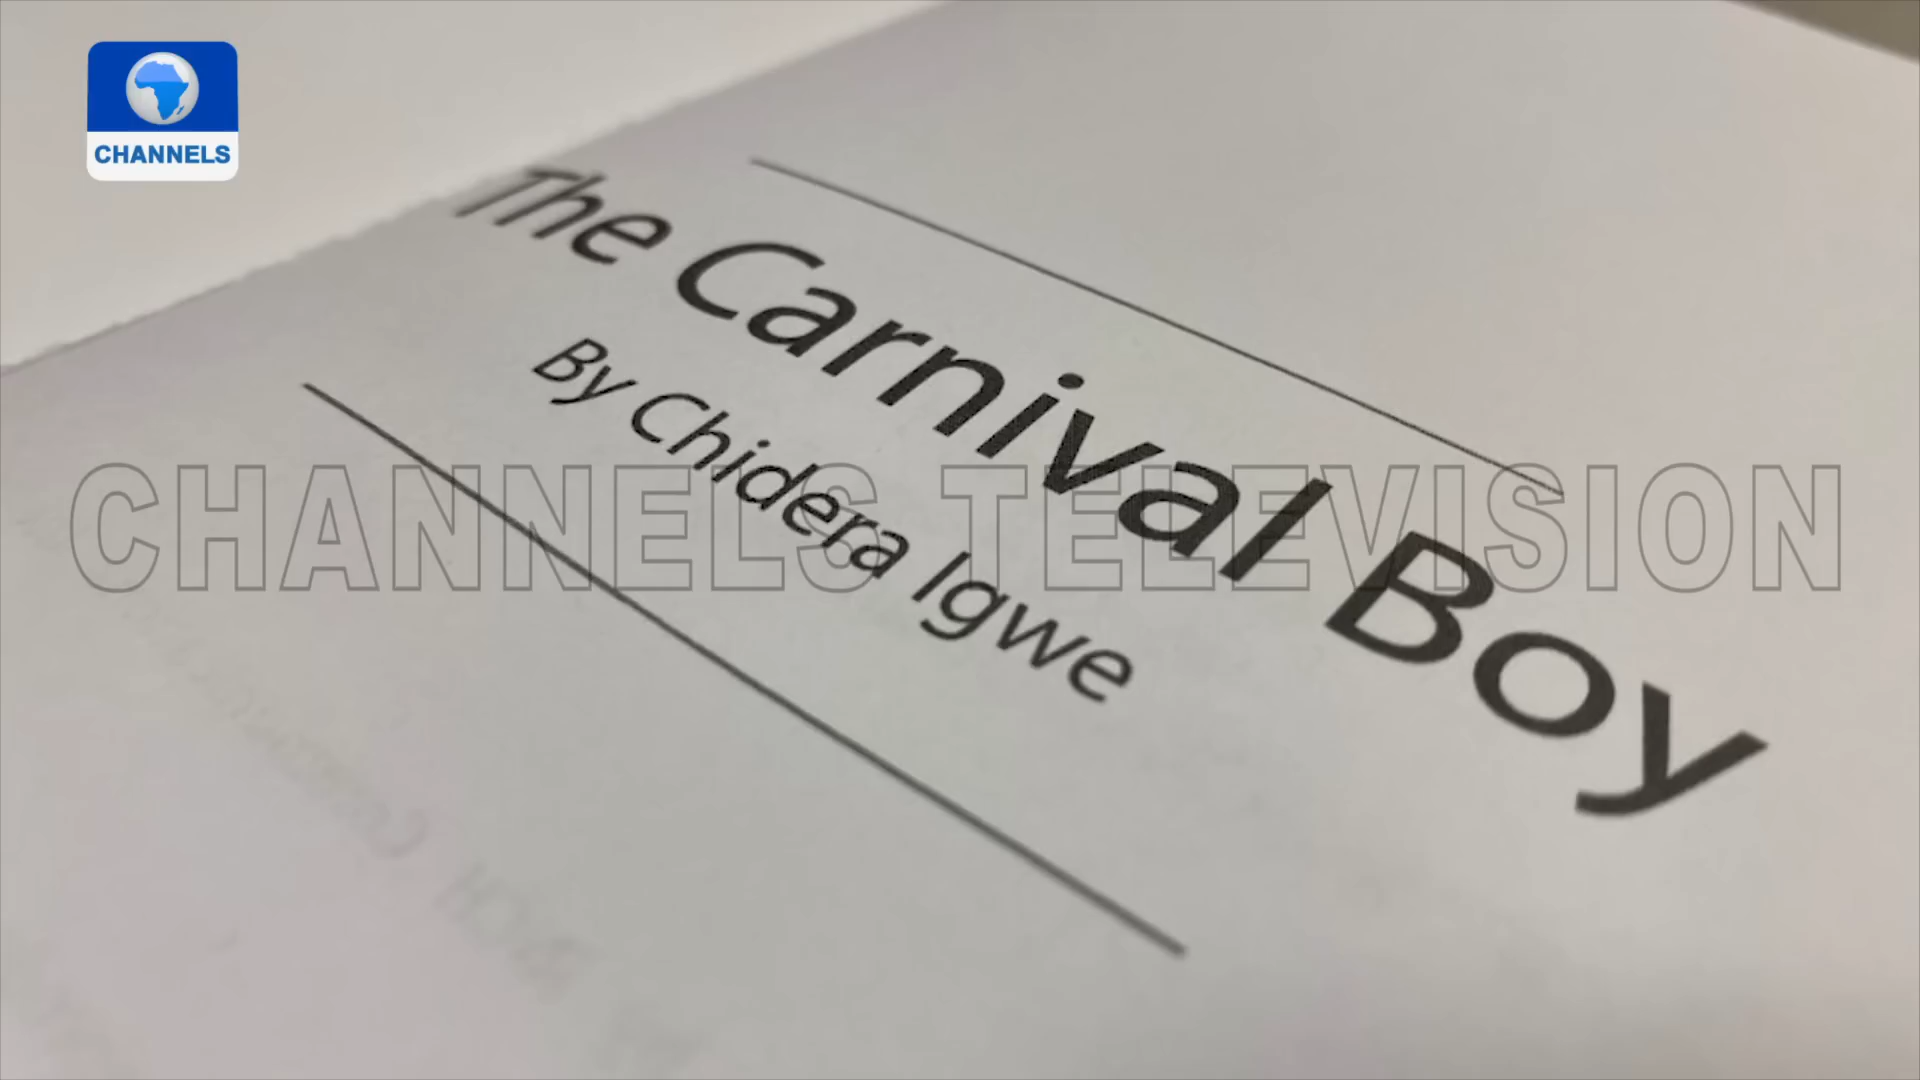 CHANNELS
The Carnival Boy
By Chidera Igwe
CHANNELS TELEVISION